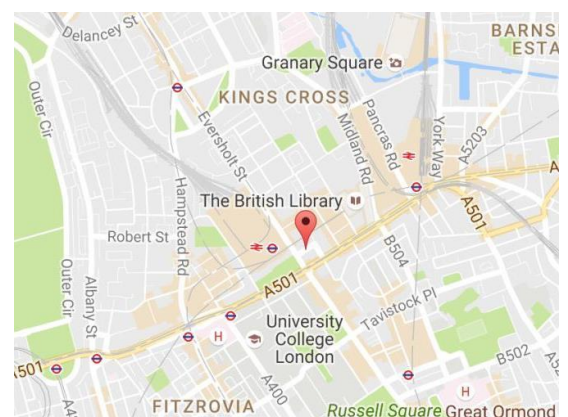 Delancey St
BARNS
ESTA
Granary Square
KINGS CROSS
Outer Cir
Eversholt St
Midland Rd
Pancras Rd
York Way
A5203
A
Hampstead Rd
The British Library
A501
Robert St
B504
Outer Cir
Albany St
A501
Tavistock Pl
University
College
London
H
B502
501
A400
A4
H
FITZROVIA
Russell Square
Great Ormond